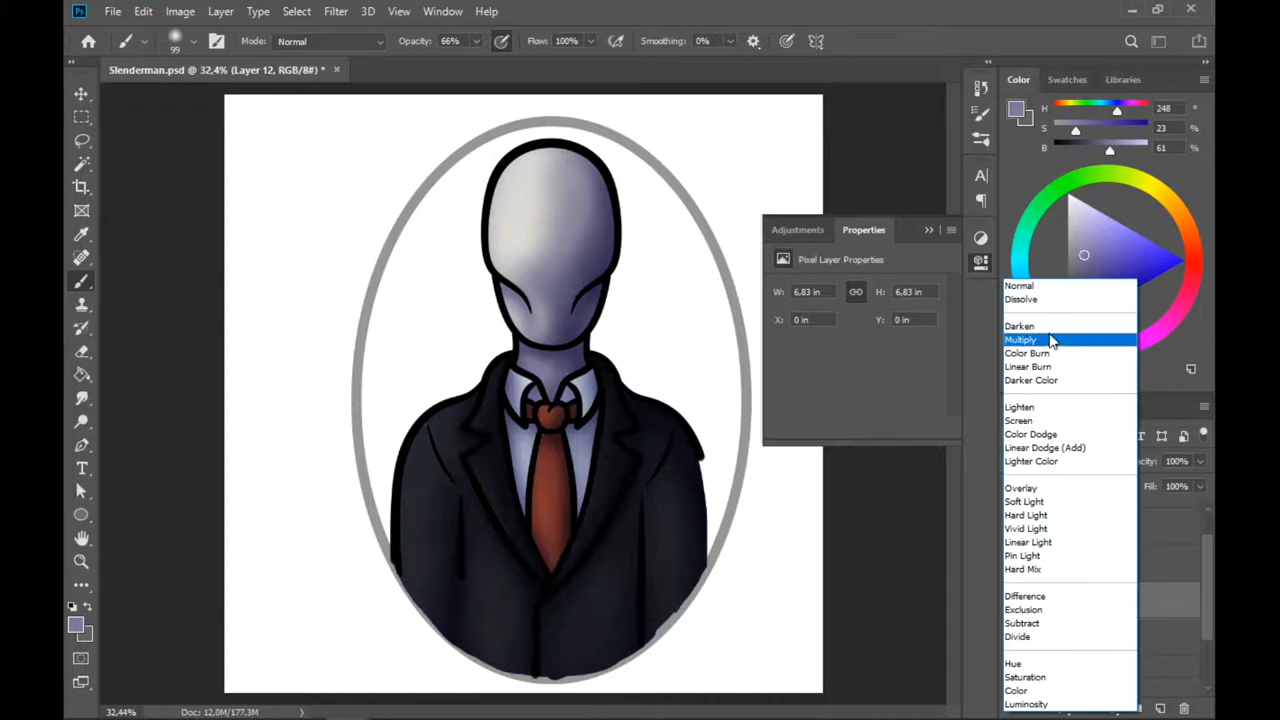 Ps File Edit Image Layer Type Select Filter 3D View Window Help
99 Mode: Normal Opacity: 66% Flow: 100% Smoothing: 0%
Slenderman.psd @ 32,4% (Layer 12, RGB/8#) * ×
Color Swatches Libraries
H 248 °
S 23 %
B 61 %
Adjustments Properties
Pixel Layer Properties
W: 6,83 in H: 6,83 in
X: 0 in Y: 0 in
Normal
Dissolve
Darken
Multiply
Color Burn
Linear Burn
Darker Color
Lighten
Screen
Color Dodge
Linear Dodge (Add)
Lighter Color
Overlay
Soft Light
Hard Light
Vivid Light
Linear Light
Pin Light
Hard Mix
Difference
Exclusion
Subtract
Divide
Hue
Saturation
Color
Luminosity
100%
Fill: 100%
32,44% Doc: 12,0M/177,3M